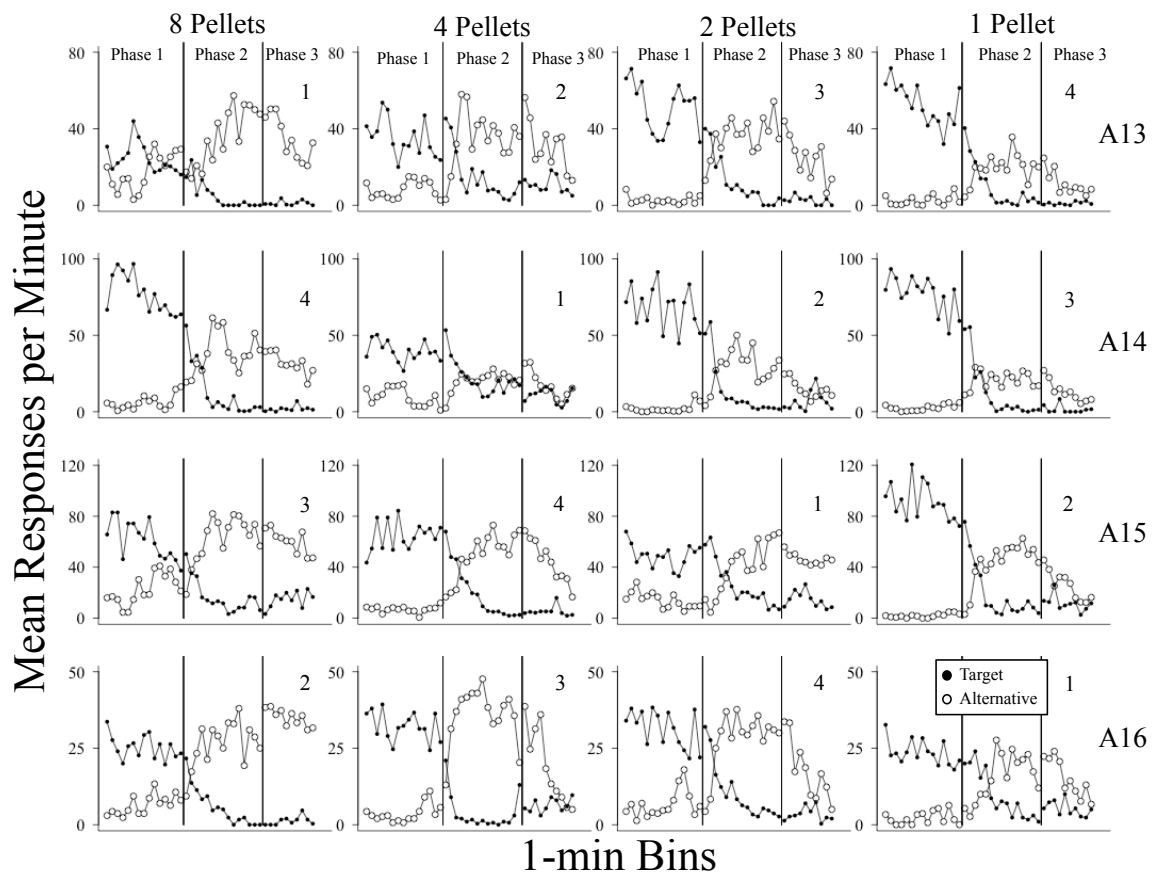 8 Pellets 4 Pellets 2 Pellets 1 Pellet
Phase 1 Phase 2 Phase 3 Phase 1 Phase 2 Phase 3 Phase 1 Phase 2 Phase 3 Phase 1 Phase 2 Phase 3
80 80 80 80
1 2 3 4
A13
40 40 40 40
0 0 0 0
100 100 100 100
4 1 2 3
A14
50 50 50 50
0 0 0 0
120 120 120 120
3 4 1 2
A15
80 80 80 80
40 40 40 40
0 0 0 0
50 50 50 50
2 3 4 1
Target
Alternative
A16
25 25 25 25
0 0 0 0
Mean Responses per Minute
1-min Bins